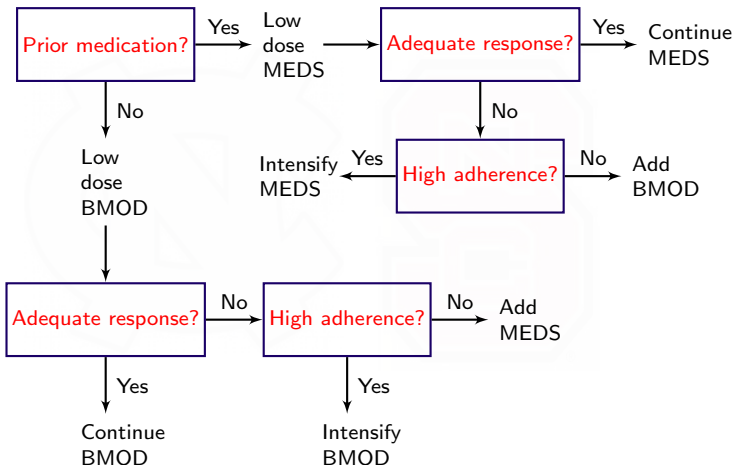 Prior medication?
Yes
Low
dose
MEDS
Adequate response?
Yes
Continue
MEDS
No
No
Low
dose
BMOD
Intensify
MEDS
Yes
High adherence?
No
Add
BMOD
Adequate response?
No
High adherence?
No
Add
MEDS
Yes
Yes
Continue
BMOD
Intensify
BMOD